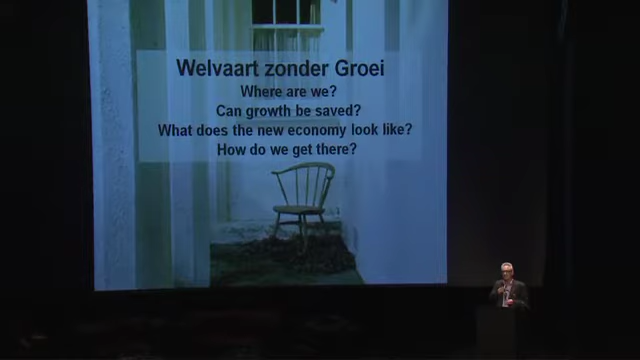 Welvaart zonder Groei
Where are we?
Can growth be saved?
What does the new economy look like?
How do we get there?